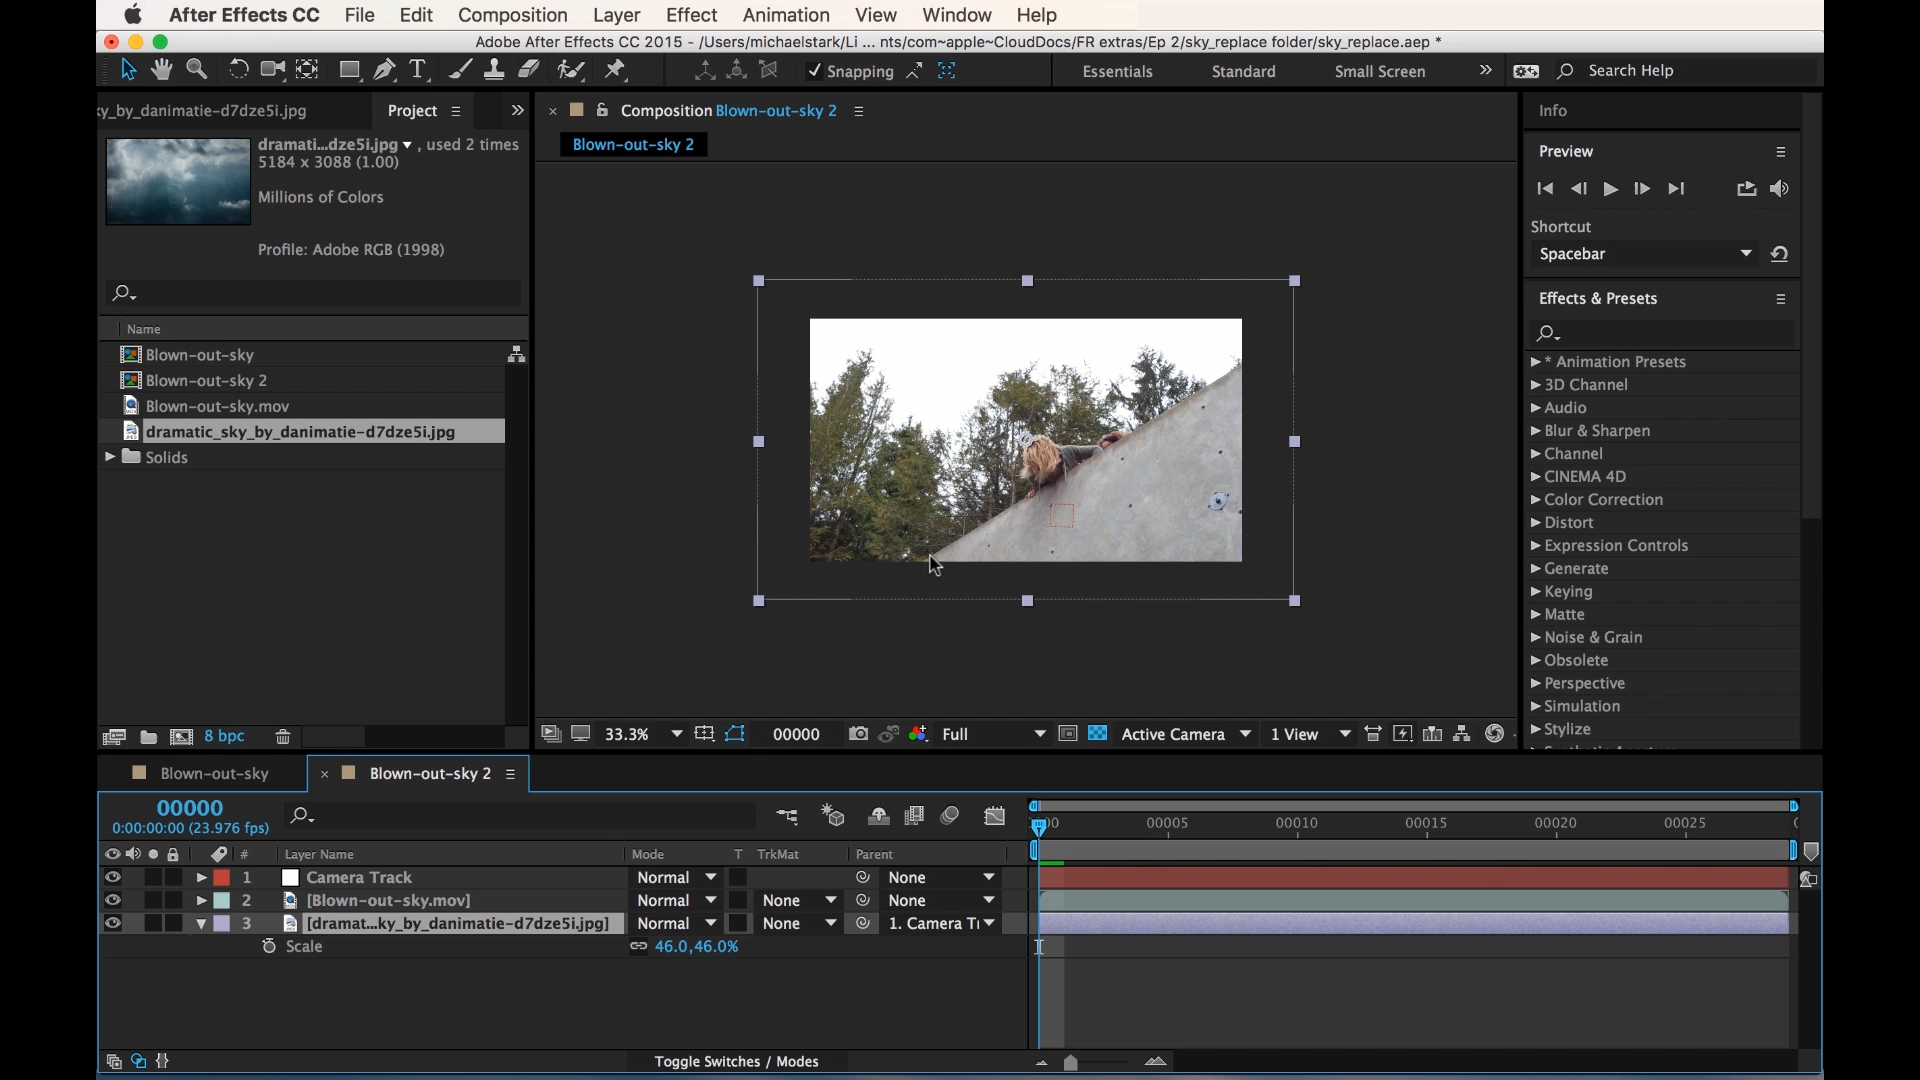 After Effects CC File Edit Composition Layer Effect Animation View Window Help
Adobe After Effects CC 2015 - /Users/michaelstark/Li ... nts/com~apple~CloudDocs/FR extras/Ep 2/sky_replace folder/sky_replace.aep *
T Snapping Essentials Standard Small Screen » Search Help
ky_by_danimatie-d7dze5i.jpg Project »
dramati...dze5i.jpg , used 2 times
5184 x 3088 (1.00)
Millions of Colors
Profile: Adobe RGB (1998)
Name
Blown-out-sky
Blown-out-sky 2
Blown-out-sky.mov
dramatic_sky_by_danimatie-d7dze5i.jpg
Solids
8 bpc
× Composition Blown-out-sky 2
Blown-out-sky 2
33.3% 00000 Full Active Camera 1 View
Info
Preview
Shortcut
Spacebar
Effects & Presets
* Animation Presets
3D Channel
Audio
Blur & Sharpen
Channel
CINEMA 4D
Color Correction
Distort
Expression Controls
Generate
Keying
Matte
Noise & Grain
Obsolete
Perspective
Simulation
Stylize
Blown-out-sky × Blown-out-sky 2
00000
0:00:00:00 (23.976 fps)
00 00005 00010 00015 00020 00025
# Layer Name Mode T TrkMat Parent
1 Camera Track Normal None
2 [Blown-out-sky.mov] Normal None None
3 [dramat...ky_by_danimatie-d7dze5i.jpg] Normal None 1. Camera Tr
Scale 46.0,46.0%
Toggle Switches / Modes